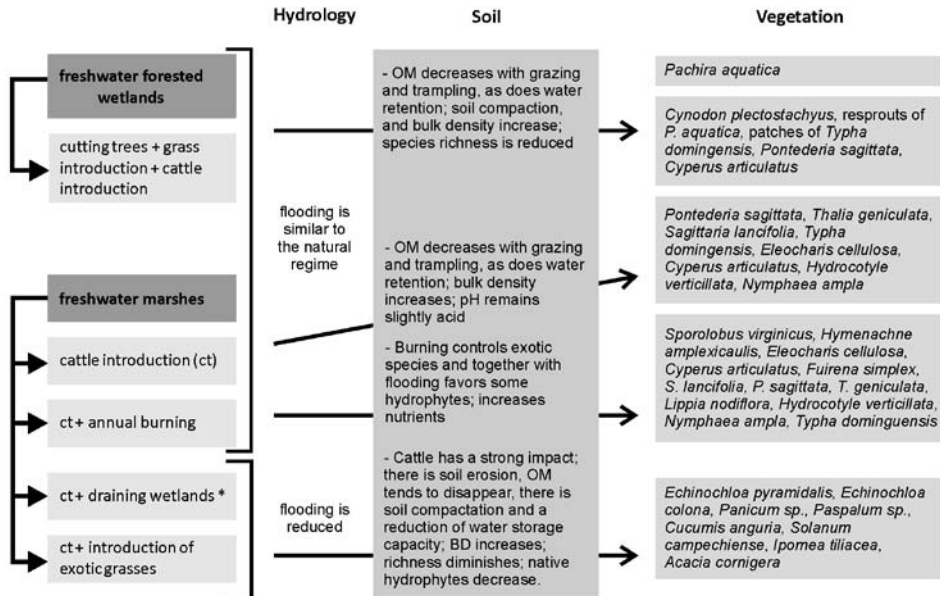 Hydrology
Soil
Vegetation
freshwater forested
wetlands
cutting trees + grass
introduction + cattle
introduction
freshwater marshes
cattle introduction (ct)
ct + annual burning
ct + draining wetlands *
ct + introduction of
exotic grasses
flooding is
similar to
the natural
regime
flooding is
reduced
- OM decreases with grazing
and trampling, as does water
retention; soil compaction,
and bulk density increase;
species richness is reduced
- OM decreases with grazing
and trampling, as does water
retention; bulk density
increases; pH remains
slightly acid
- Burning controls exotic
species and together with
flooding favors some
hydrophytes; increases
nutrients
- Cattle has a strong impact;
there is soil erosion, OM
tends to disappear, there is
soil compactation and a
reduction of water storage
capacity; BD increases;
richness diminishes; native
hydrophytes decrease.
Pachira aquatica
Cynodon plectostachyus, resprouts of
P. aquatica, patches of Typha
domingensis, Pontederia sagittata,
Cyperus articulatus
Pontederia sagittata, Thalia geniculata,
Sagittaria lancifolia, Typha
domingensis, Eleocharis cellulosa,
Cyperus articulatus, Hydrocotyle
verticillata, Nymphaea ampla
Sporolobus virginicus, Hymenachne
amplexicaulis, Eleocharis cellulosa,
Cyperus articulatus, Fuirena simplex,
S. lancifolia, P. sagittata, T. geniculata,
Lippia nodiflora, Hydrocotyle verticillata,
Nymphaea ampla, Typha dominguensis
Echinochloa pyramidalis, Echinochloa
colona, Panicum sp., Paspalum sp.,
Cucumis anguria, Solanum
campechiense, Ipomea tiliacea,
Acacia cornigera